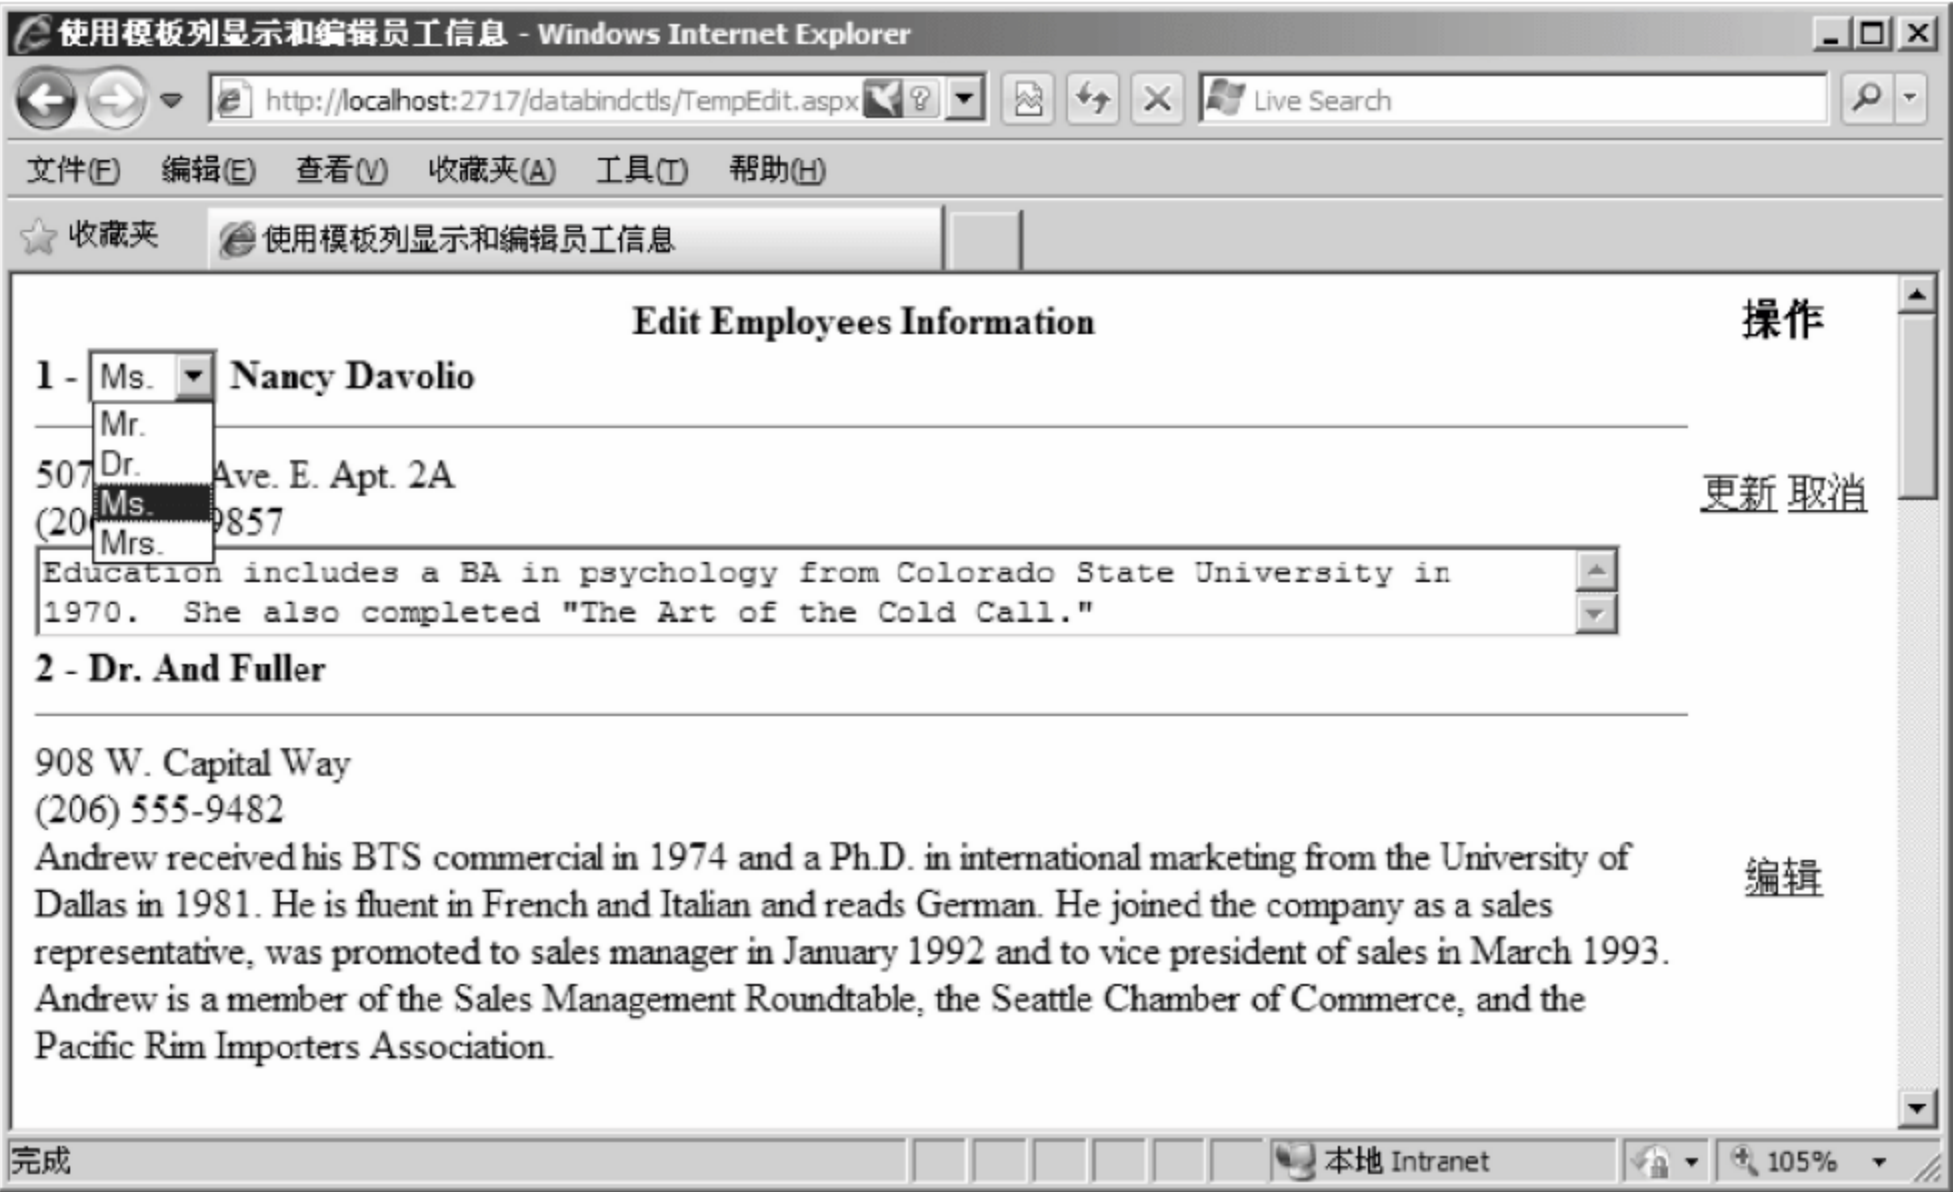 使用模板列显示和编辑员工信息 - Windows Internet Explorer
http://localhost:2717/databindctls/TempEdit.aspx
Live Search
文件(F) 编辑(E) 查看(V) 收藏夹(A) 工具(T) 帮助(H)
收藏夹 使用模板列显示和编辑员工信息
Edit Employees Information 操作
1 - Ms. Nancy Davolio
Mr.
Dr.
Ms.
Mrs.
507 Ave. E. Apt. 2A
(20 9857
更新 取消
Education includes a BA in psychology from Colorado State University in
1970. She also completed "The Art of the Cold Call."
2 - Dr. And Fuller
908 W. Capital Way
(206) 555-9482
Andrew received his BTS commercial in 1974 and a Ph.D. in international marketing from the University of
Dallas in 1981. He is fluent in French and Italian and reads German. He joined the company as a sales
representative, was promoted to sales manager in January 1992 and to vice president of sales in March 1993.
Andrew is a member of the Sales Management Roundtable, the Seattle Chamber of Commerce, and the
Pacific Rim Importers Association.
编辑
完成 本地 Intranet 105%